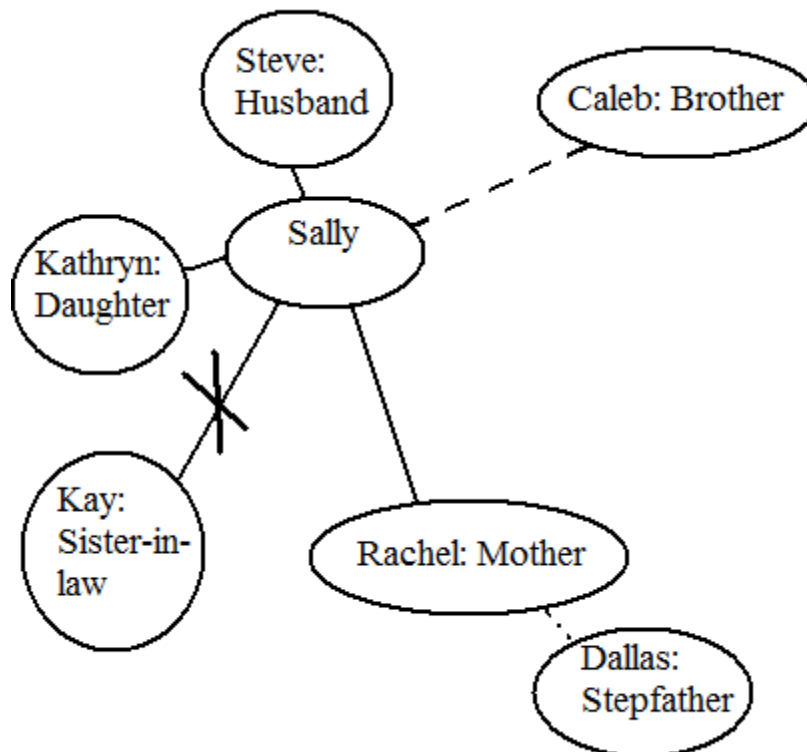 Steve:
Husband
Caleb: Brother
Sally
Kathryn:
Daughter
Kay:
Sister-in-
law
Rachel: Mother
Dallas:
Stepfather